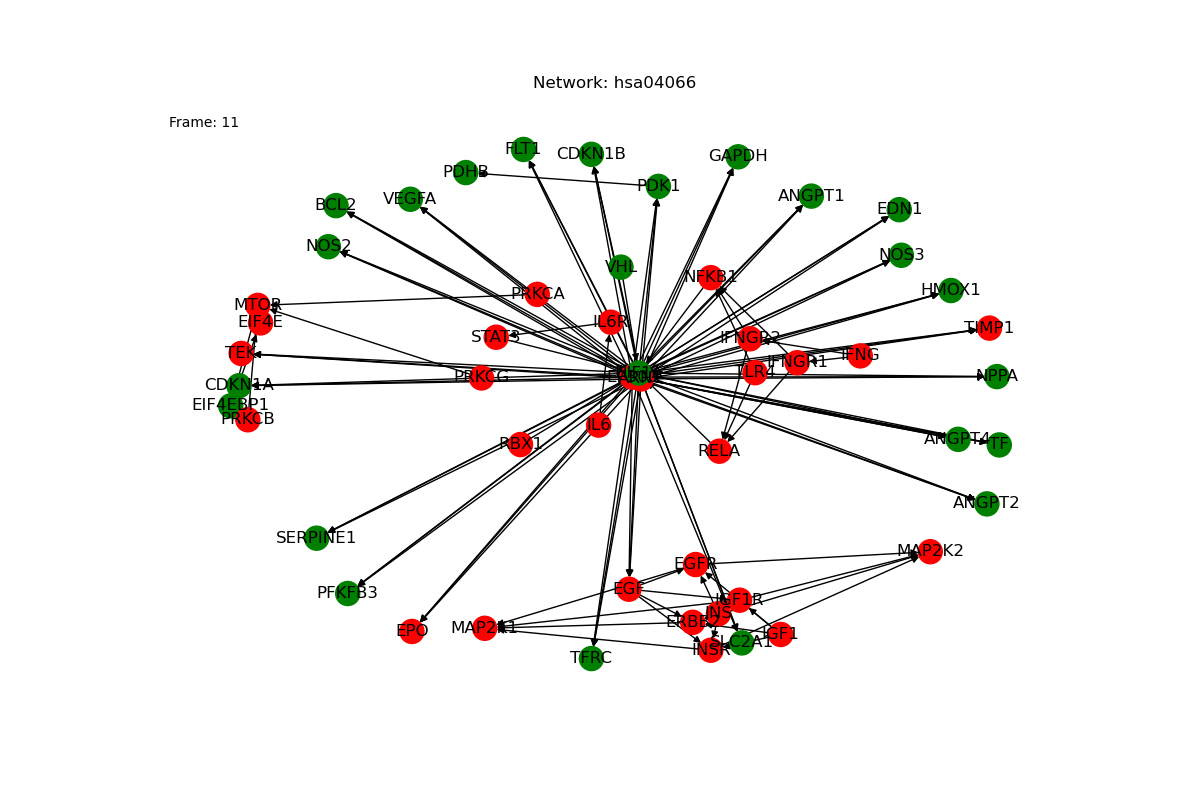 Network: hsa04066
Frame: 11
FLT1
CDKN1B
GAPDH
PDHB
PDK1
VEGFA
ANGPT1
BCL2
EDN1
NOS2
NOS3
VHL
NFKB1
HMOX1
PRKCA
MTOR
EIF4E
IL6R
TIMP1
STAT3
IFNGR2
TEK
IFNG
IFNGR1
TLR4
PRKCG
NPPA
CDKN1A
EIF4EBP1
PRKCB
IL6
RBX1
ANGPT4
TF
RELA
ANGPT2
SERPINE1
MAP2K2
EGFR
EGF
PFKFB3
IGF1R
INS
ERBB2
EPO
MAP2K1
IGF1
SLC2A1
INSR
TFRC